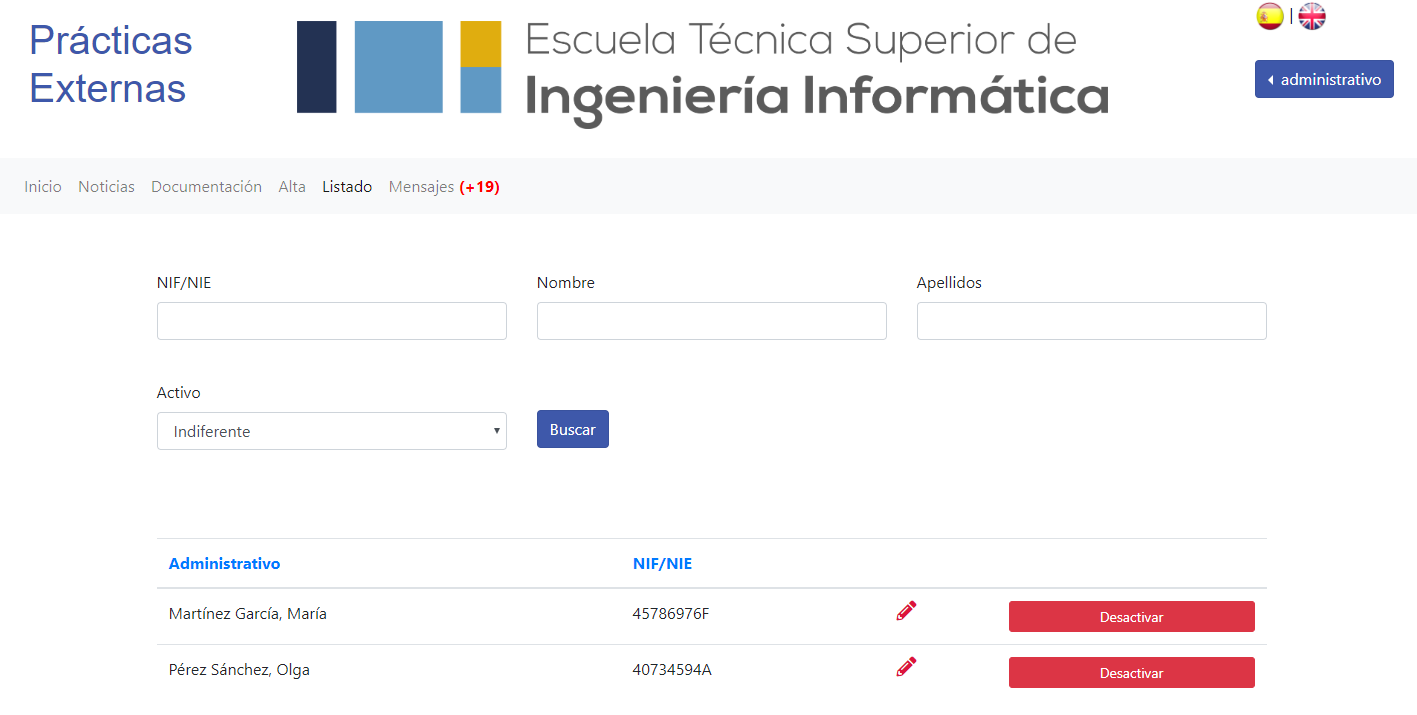 Prácticas
Externas
Escuela Técnica Superior de
Ingeniería Informática
|
administrativo
Inicio Noticias Documentación Alta Listado Mensajes (+19)
NIF/NIE Nombre Apellidos
Activo
Indiferente
Buscar
Administrativo NIF/NIE
Martínez García, María 45786976F Desactivar
Pérez Sánchez, Olga 40734594A Desactivar